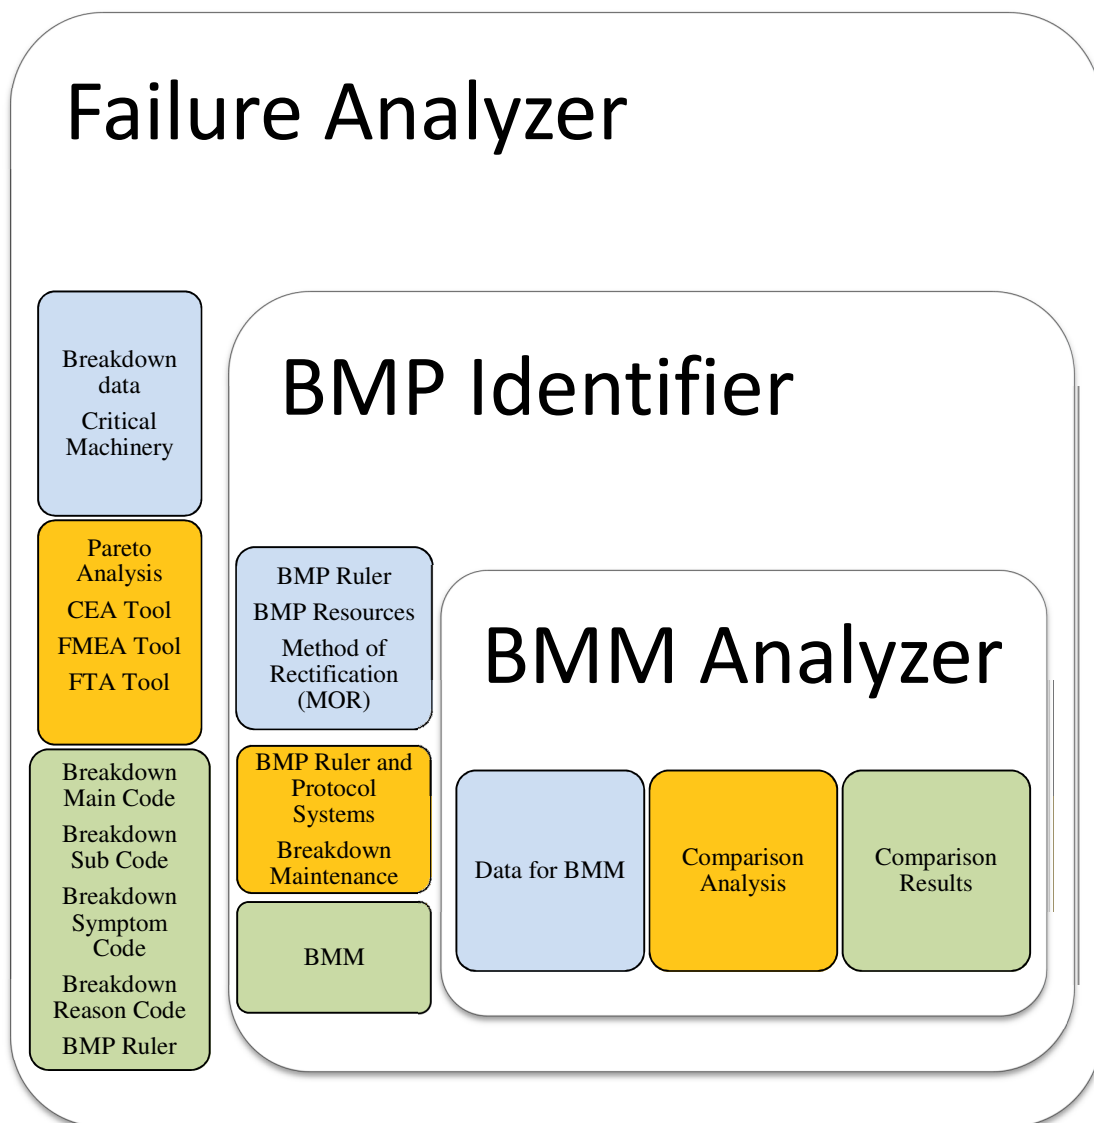 Failure Analyzer
Breakdown
data
Critical
Machinery
Pareto
Analysis
CEA Tool
FMEA Tool
FTA Tool
Breakdown
Main Code
Breakdown
Sub Code
Breakdown
Symptom
Code
Breakdown
Reason Code
BMP Ruler
BMP Identifier
BMP Ruler
BMP Resources
Method of
Rectification
(MOR)
BMP Ruler and
Protocol
Systems
Breakdown
Maintenance
BMM
BMM Analyzer
Data for BMM
Comparison
Analysis
Comparison
Results